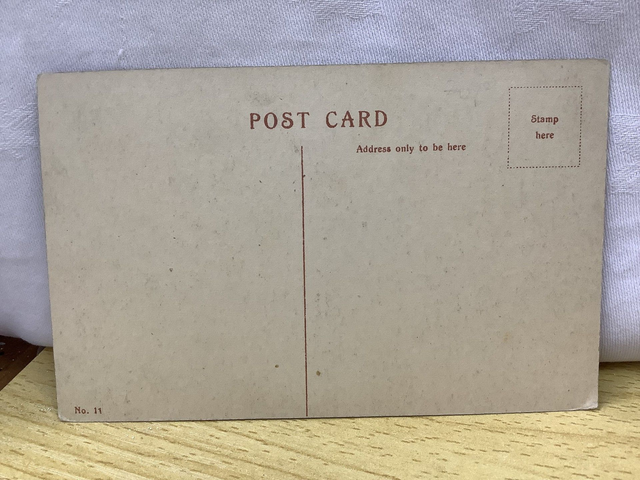 POST CARD
Stamp
here
Address only to be here
No. 11